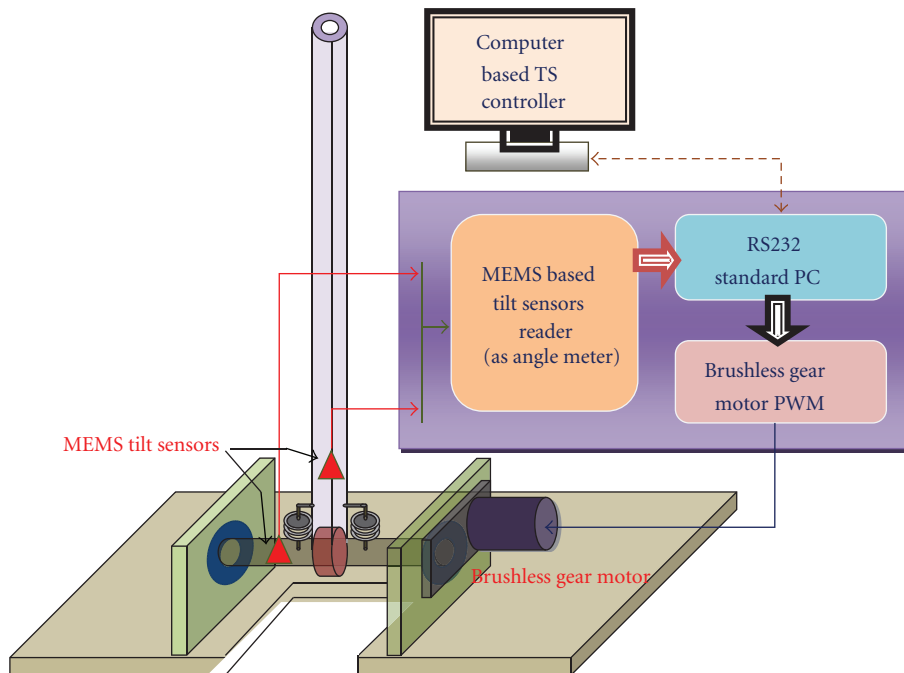 Computer
based TS
controller
MEMS based
tilt sensors
reader
(as angle meter)
RS232
standard PC
Brushless gear
motor PWM
MEMS tilt sensors
Brushless gear motor